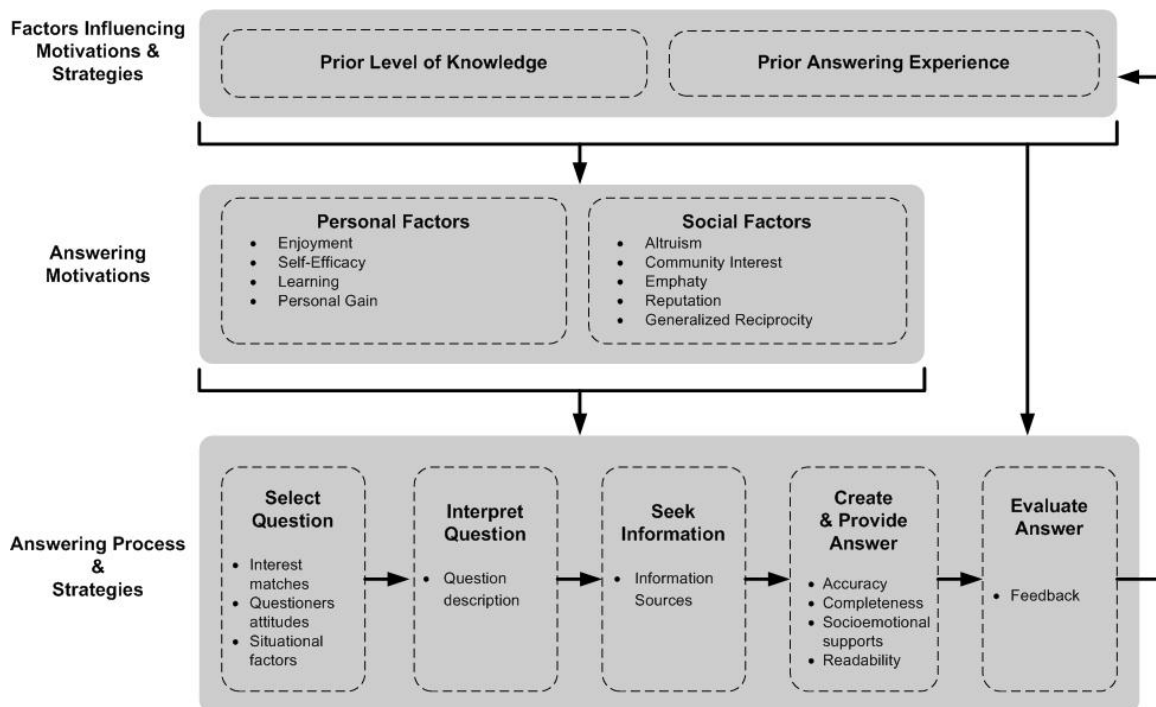 Factors Influencing
Motivations &
Strategies
Prior Level of Knowledge
Prior Answering Experience
Answering
Motivations
Personal Factors
• Enjoyment
• Self-Efficacy
• Learning
• Personal Gain
Social Factors
• Altruism
• Community Interest
• Emphaty
• Reputation
• Generalized Reciprocity
Answering Process
&
Strategies
Select
Question
• Interest
matches
• Questioners
attitudes
• Situational
factors
Interpret
Question
• Question
description
Seek
Information
• Information
Sources
Create
& Provide
Answer
• Accuracy
• Completeness
• Socioemotional
supports
• Readability
Evaluate
Answer
• Feedback